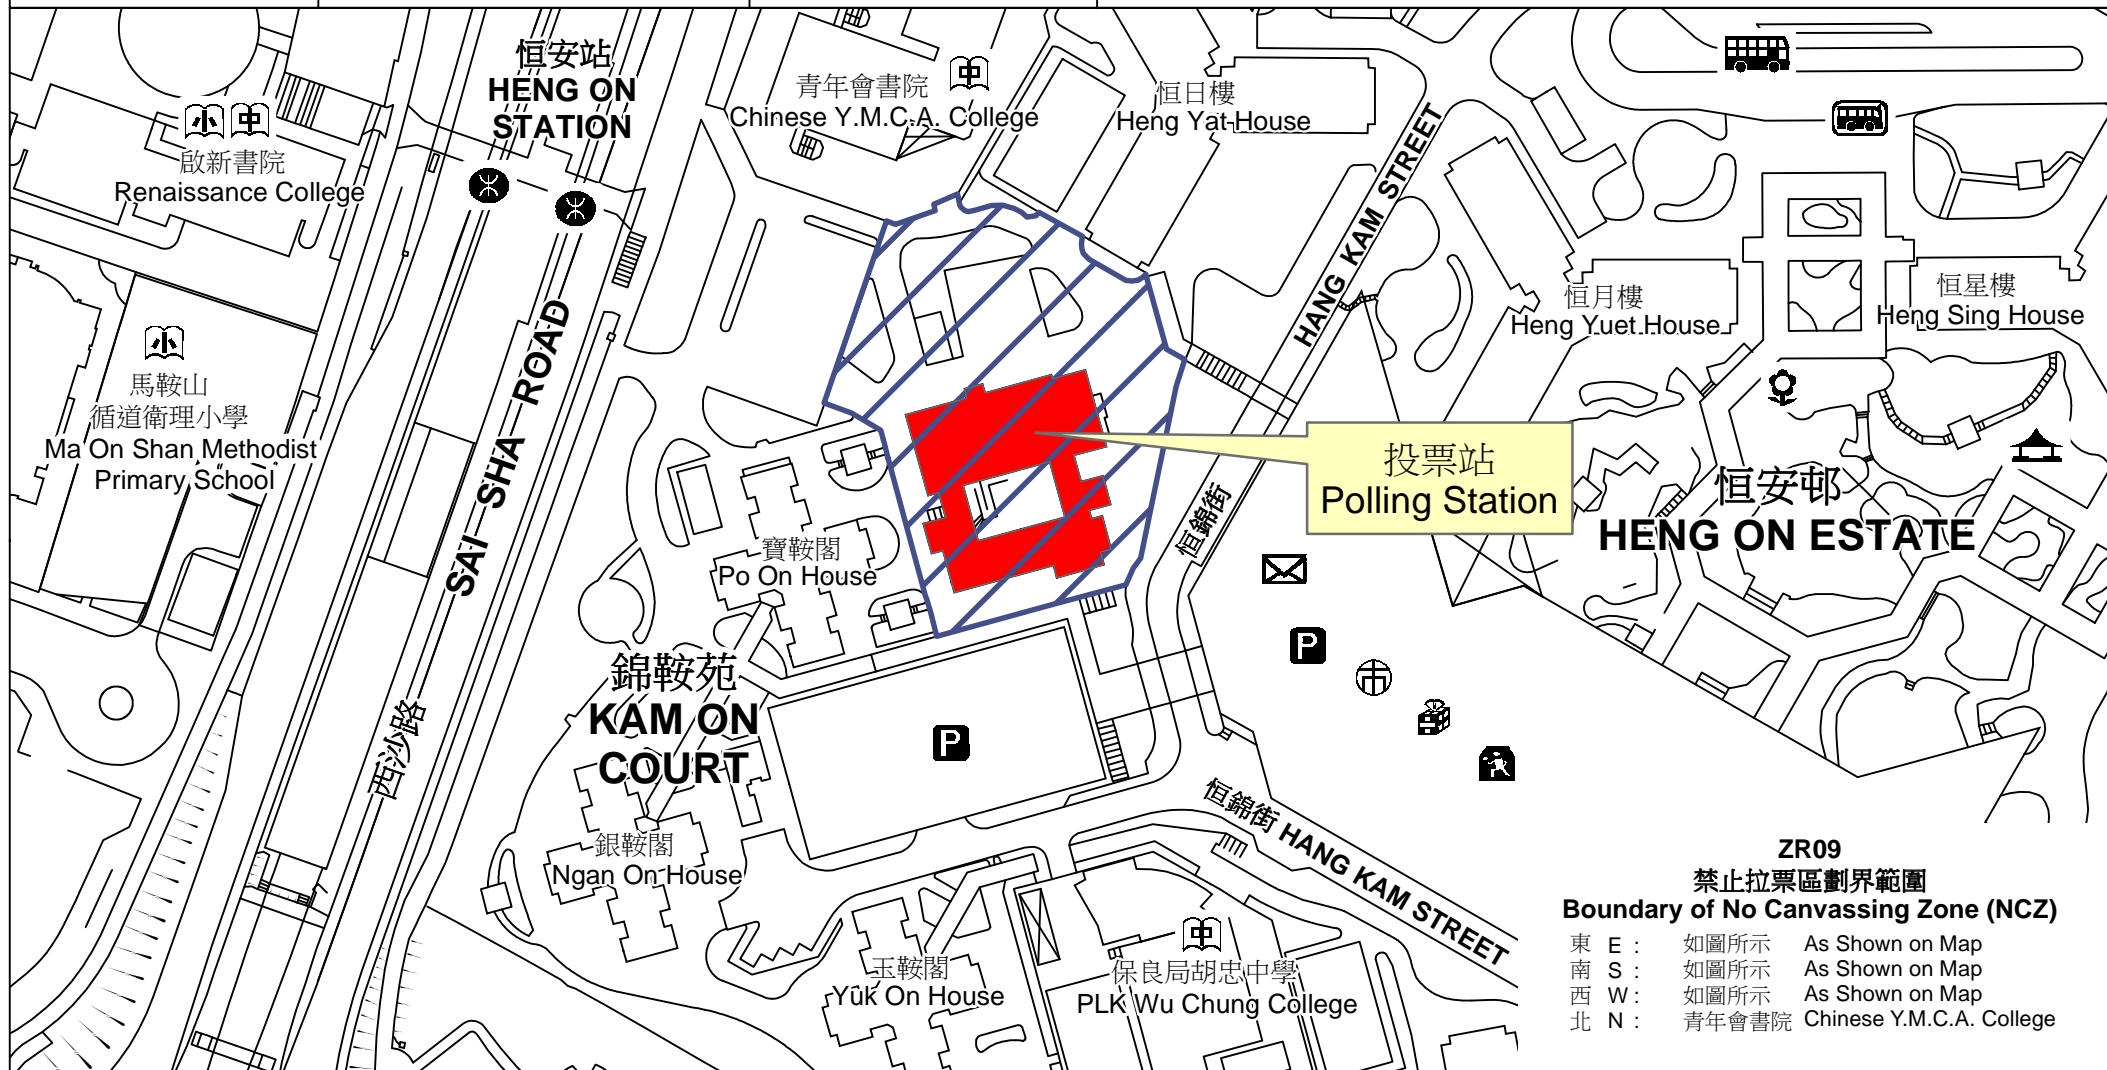 恒安站
HENG ON
STATION
青年會書院
Chinese Y.M.C.A. College
中
恒日樓
Heng Yat House
小 中
啟新書院
Renaissance College
HANG KAM STREET
恒月樓
Heng Yuet House
恒星樓
Heng Sing House
小
馬鞍山
循道衛理小學
Ma On Shan Methodist
Primary School
SAI SHA ROAD
西沙路
投票站
Polling Station
恒安邨
HENG ON ESTATE
恒錦街
寶鞍閣
Po On House
錦鞍苑
KAM ON
COURT
P
P
銀鞍閣
Ngan On House
恒錦街 HANG KAM STREET
玉鞍閣
Yuk On House
中
保良局胡忠中學
PLK Wu Chung College
ZR09
禁止拉票區劃界範圍
Boundary of No Canvassing Zone (NCZ)
東 E : 如圖所示 As Shown on Map
南 S : 如圖所示 As Shown on Map
西 W : 如圖所示 As Shown on Map
北 N : 青年會書院 Chinese Y.M.C.A. College